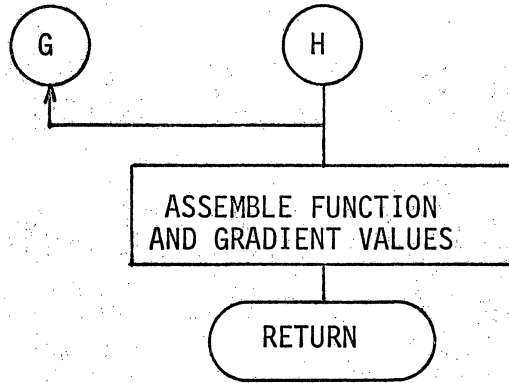 G
H
ASSEMBLE FUNCTION
AND GRADIENT VALUES
RETURN